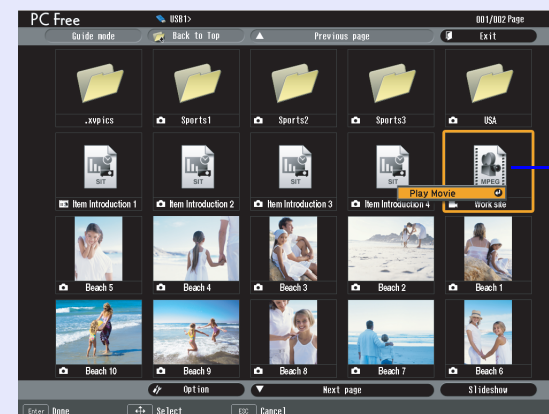 PC Free
USB1>
001/002 Page
Guide mode
Back to Top
Previous page
Exit
.xvpics
Sports1
Sports2
Sports3
USA
SIT
SIT
SIT
SIT
MPEG
Play Movie
Item Introduction 1
Item Introduction 2
Item Introduction 3
Item Introduction 4
Work site
Beach 5
Beach 4
Beach 3
Beach 2
Beach 1
Beach 10
Beach 9
Beach 8
Beach 7
Beach 6
Option
Next page
Slideshow
Enter Done
Select
ESC Cancel